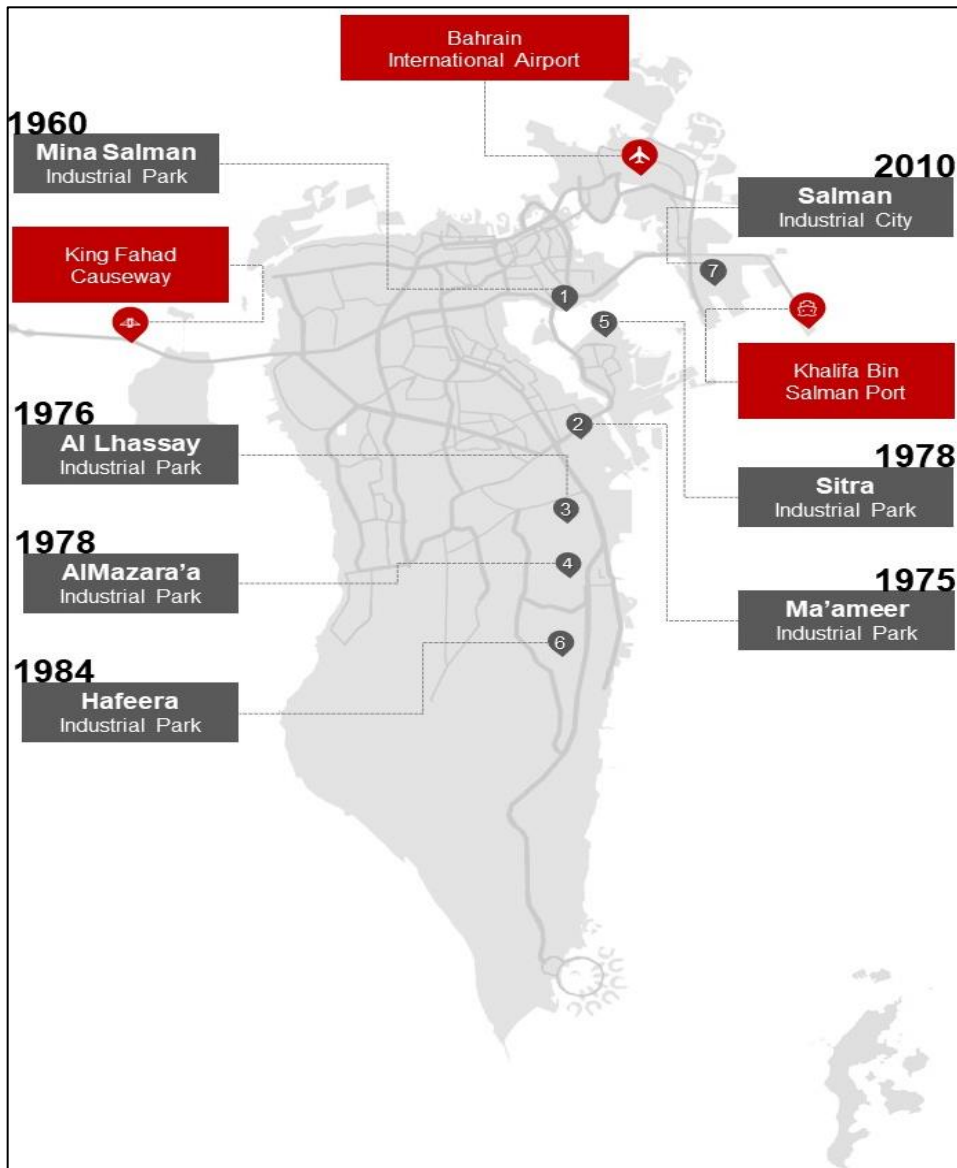 Bahrain
International Airport
1960
Mina Salman
Industrial Park
2010
Salman
Industrial City
King Fahad
Causeway
7
1
5
Khalifa Bin
Salman Port
1976
Al Lhassay
Industrial Park
2
1978
Sitra
Industrial Park
3
1978
AlMazara’a
Industrial Park
4
1975
Ma’ameer
Industrial Park
6
1984
Hafeera
Industrial Park